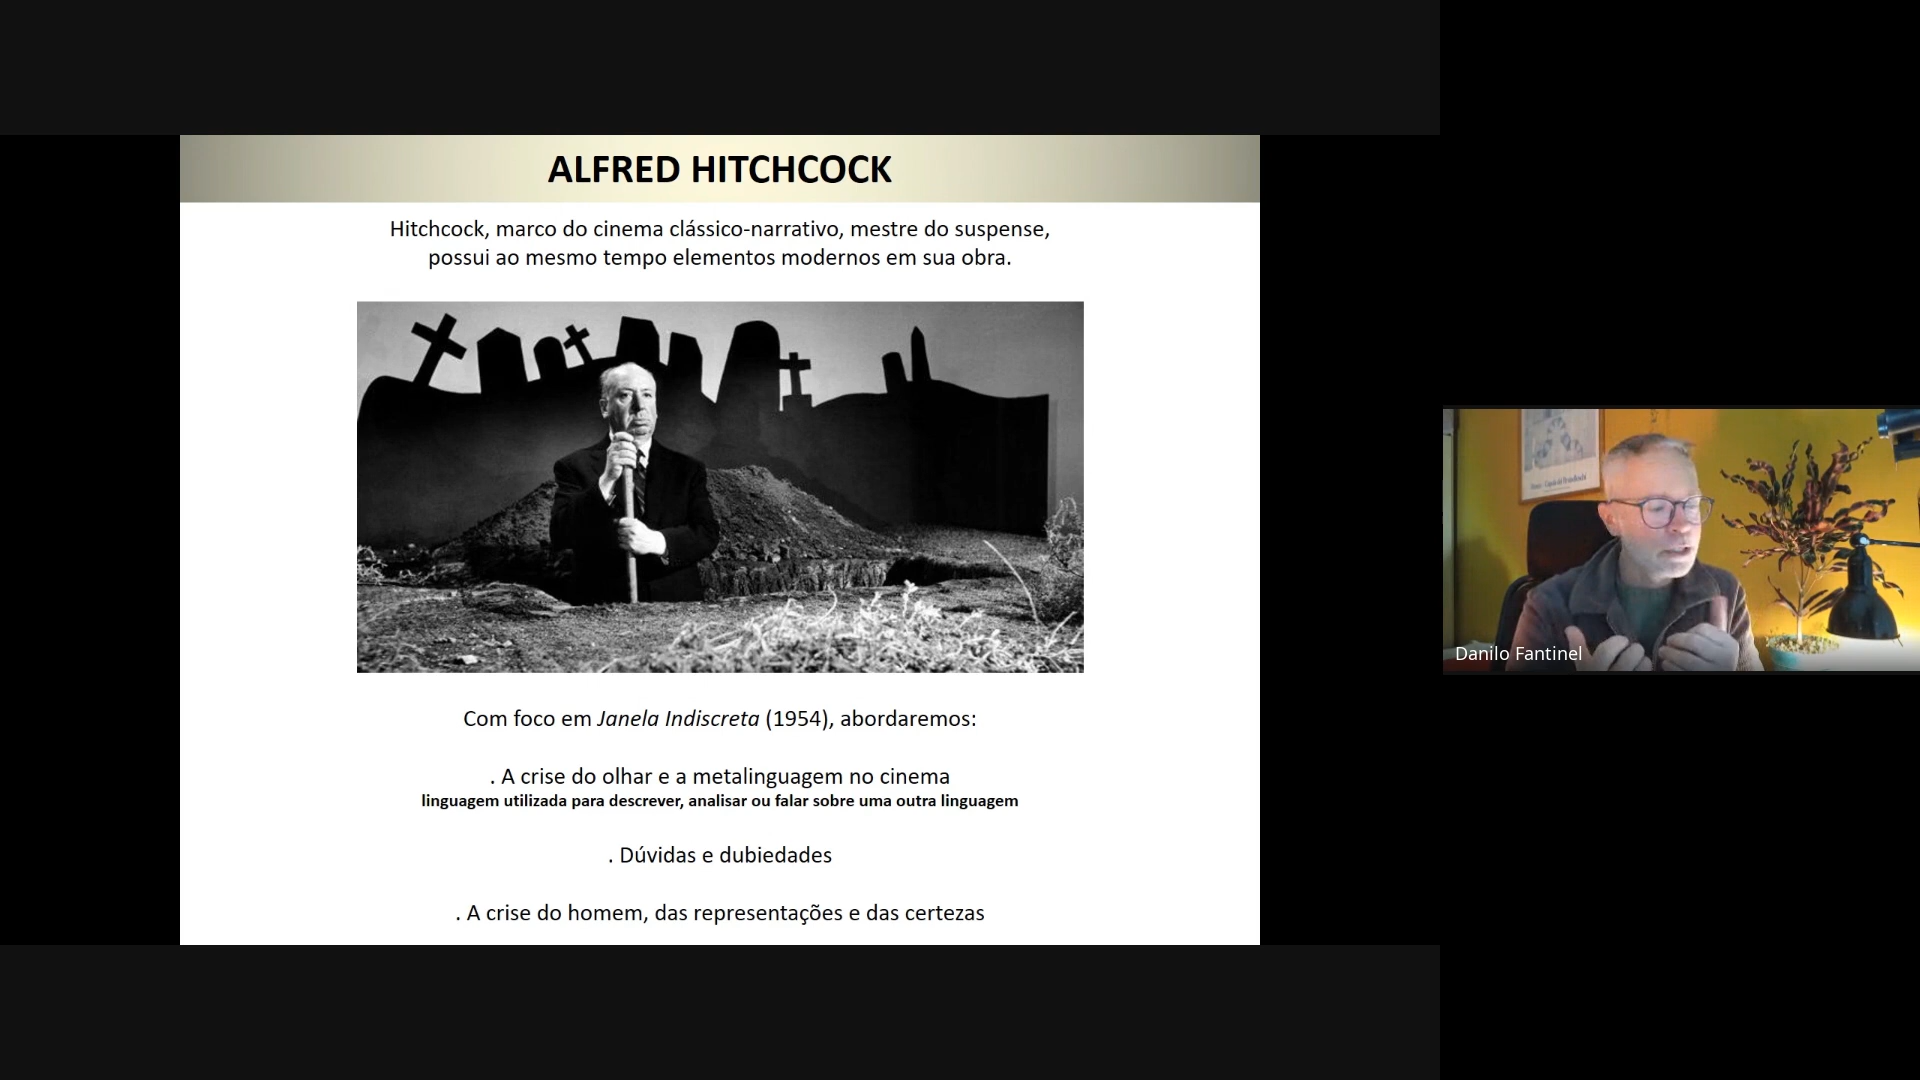 ALFRED HITCHCOCK
Hitchcock, marco do cinema clássico-narrativo, mestre do suspense,
possui ao mesmo tempo elementos modernos em sua obra.
Com foco em Janela Indiscreta (1954), abordaremos:
. A crise do olhar e a metalinguagem no cinema
linguagem utilizada para descrever, analisar ou falar sobre uma outra linguagem
. Dúvidas e dubiedades
. A crise do homem, das representações e das certezas
Danilo Fantinel